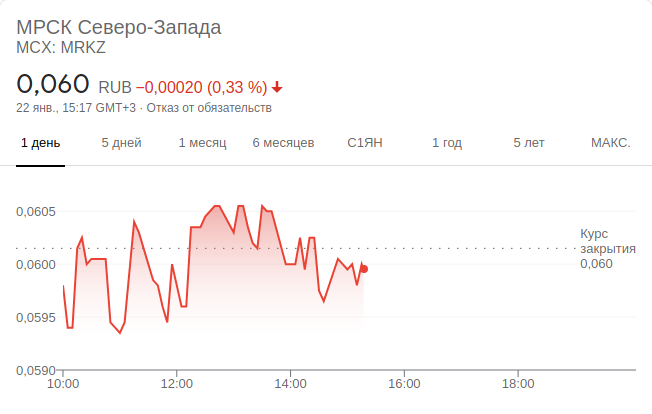 МРСК Северо-Запада
MCX: MRKZ
0,060 RUB −0,00020 (0,33 %)
22 янв., 15:17 GMT+3 · Отказ от обязательств
1 день 5 дней 1 месяц 6 месяцев С1ЯН 1 год 5 лет МАКС.
0,0605
Курс
закрытия
0,0600
0,060
0,0595
0,0590
10:00 12:00 14:00 16:00 18:00